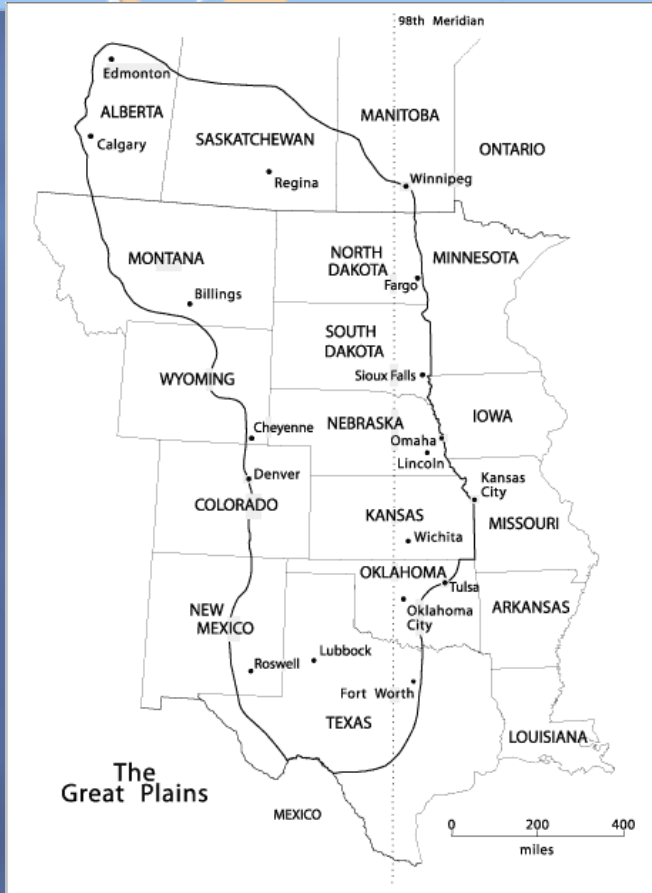 98th Meridian
Edmonton
ALBERTA
MANITOBA
Calgary
SASKATCHEWAN
ONTARIO
Regina
Winnipeg
MONTANA
NORTH
DAKOTA
MINNESOTA
Fargo
Billings
SOUTH
DAKOTA
WYOMING
Sioux Falls
NEBRASKA
IOWA
Cheyenne
Omaha
Lincoln
Denver
Kansas
City
COLORADO
KANSAS
MISSOURI
Wichita
OKLAHOMA
Tulsa
NEW
MEXICO
Oklahoma
City
ARKANSAS
Lubbock
Roswell
Fort Worth
TEXAS
LOUISIANA
The
Great Plains
MEXICO
0 200 400
miles